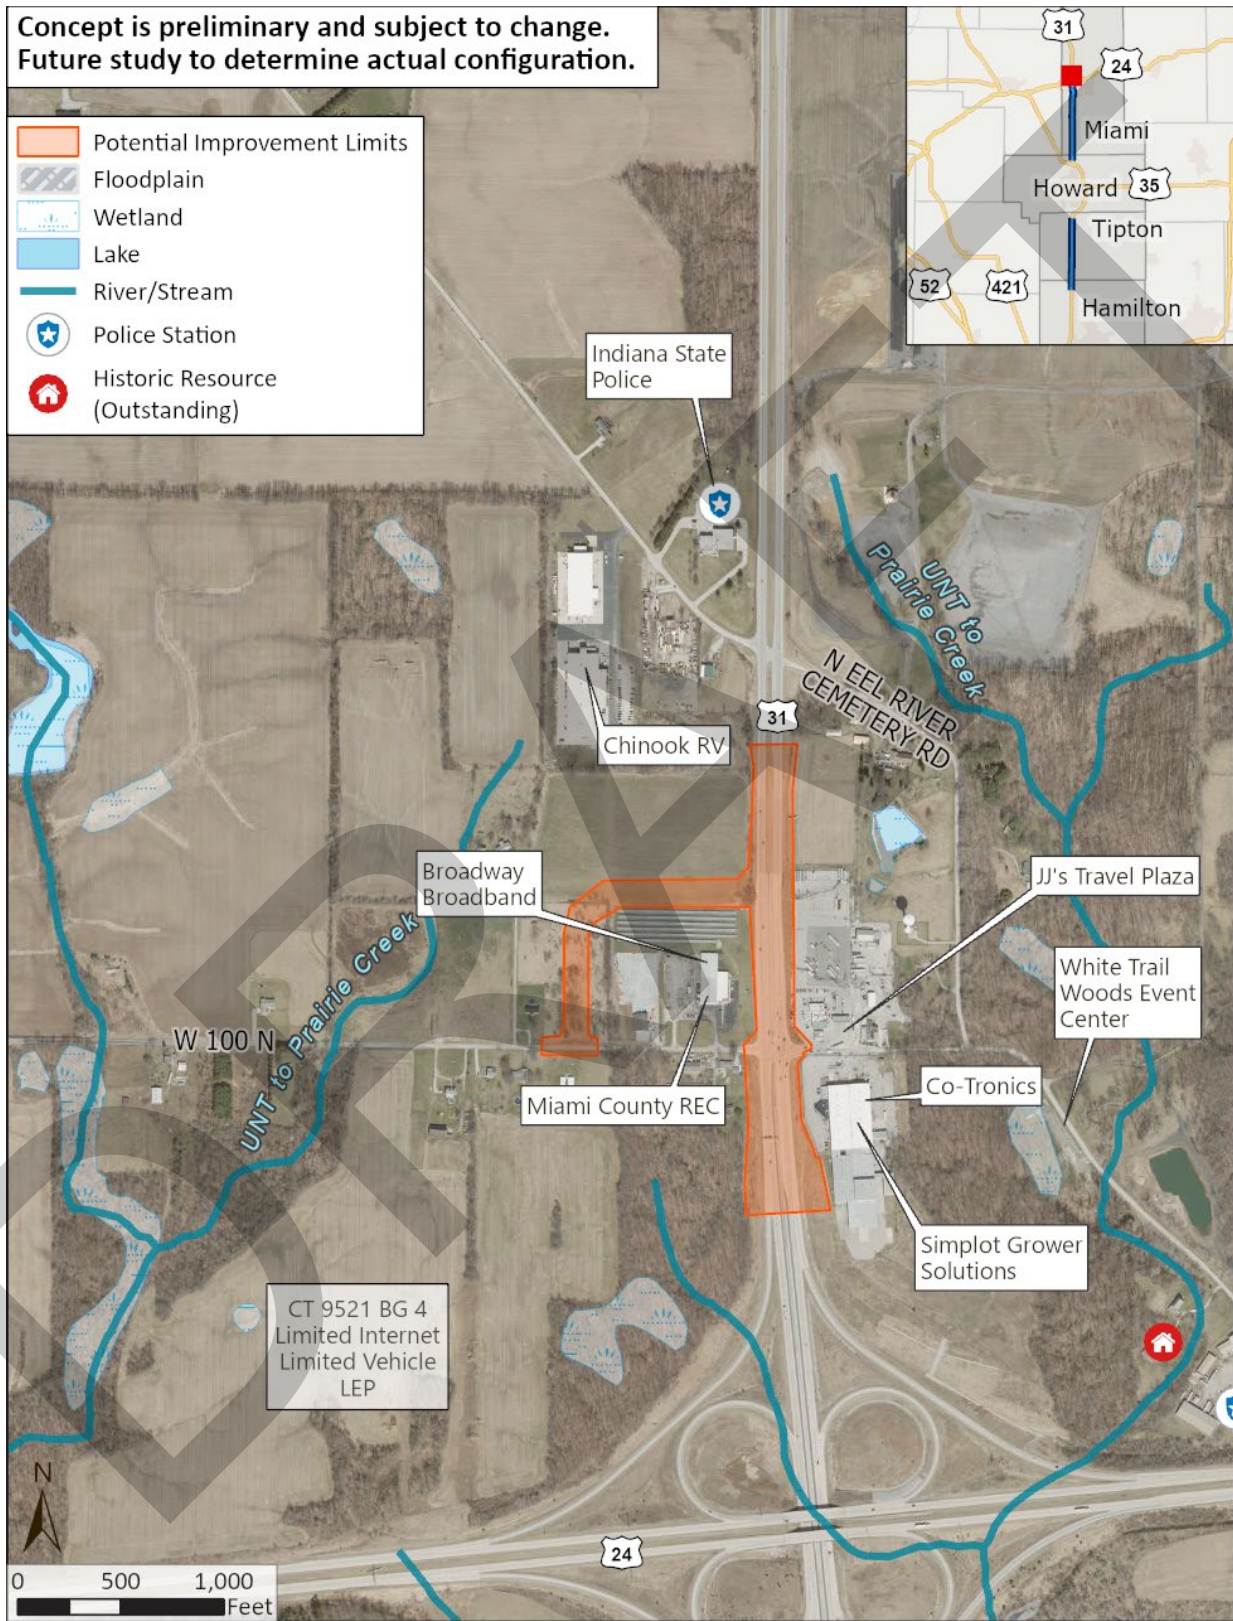 Concept is preliminary and subject to change.
Future study to determine actual configuration.
Potential Improvement Limits
Floodplain
Wetland
Lake
River/Stream
Police Station
Historic Resource
(Outstanding)
31
24
Miami
Howard
35
Tipton
52
421
Hamilton
Indiana State
Police
UNT to
Prairie Creek
N EEL RIVER
CEMETERY RD
31
Chinook RV
Broadway
Broadband
JJ's Travel Plaza
White Trail
Woods Event
Center
W 100 N
UNT to Prairie Creek
Co-Tronics
Miami County REC
Simplot Grower
Solutions
CT 9521 BG 4
Limited Internet
Limited Vehicle
LEP
N
24
0 500 1,000
Feet
DRAFT